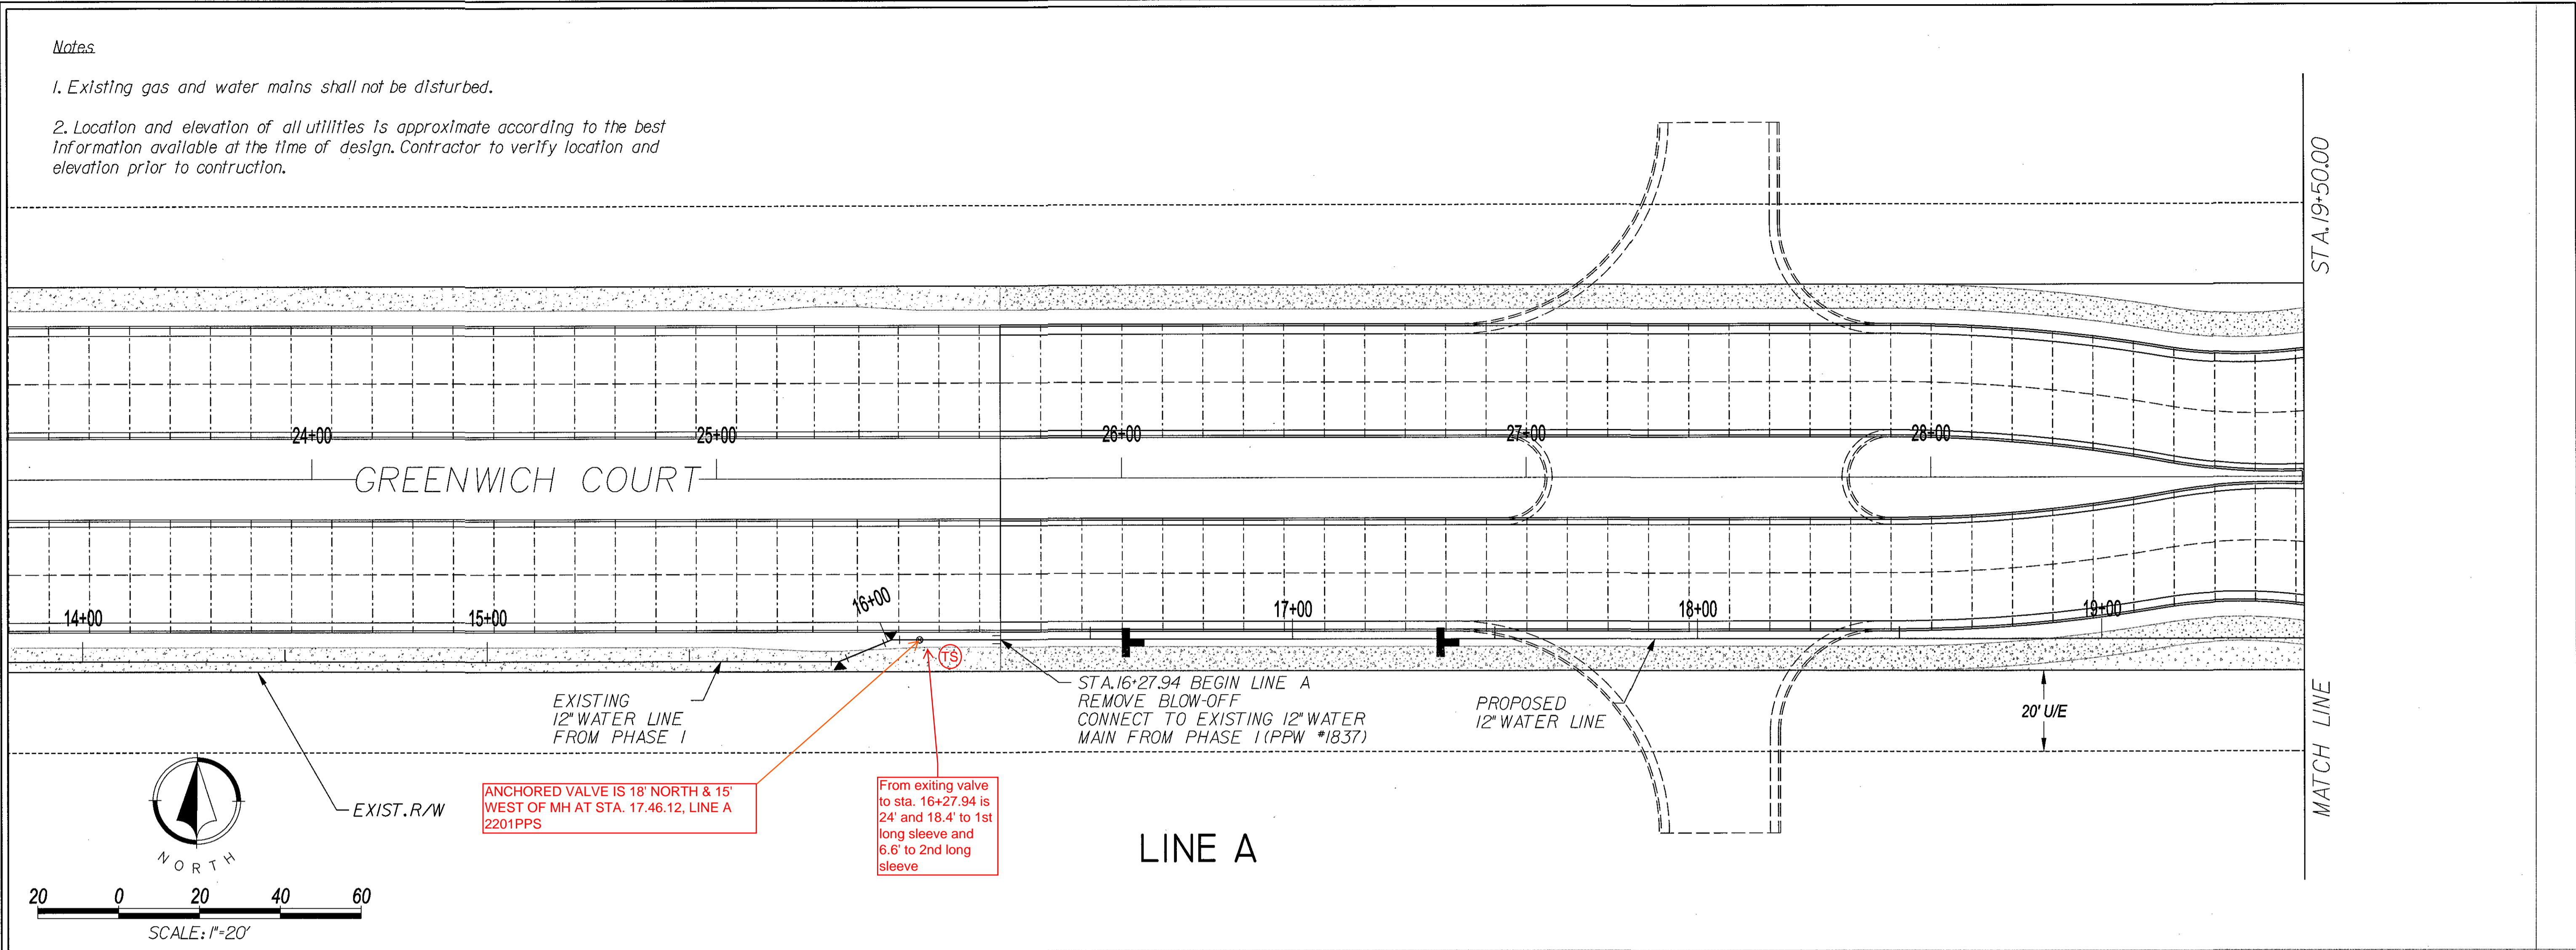 Notes
1. Existing gas and water mains shall not be disturbed.
2. Location and elevation of all utilities is approximate according to the best
information available at the time of design. Contractor to verify location and
elevation prior to contruction.
STA. 19+50.00
24+00
25+00
26+00
27+00
28+00
GREENWICH COURT
14+00
15+00
16+00
17+00
18+00
19+00
TS
EXISTING
12" WATER LINE
FROM PHASE 1
STA. 16+27.94 BEGIN LINE A
REMOVE BLOW-OFF
CONNECT TO EXISTING 12" WATER
MAIN FROM PHASE 1 (PPW #1837)
PROPOSED
12" WATER LINE
20' U/E
MATCH LINE
EXIST. R/W
ANCHORED VALVE IS 18' NORTH & 15'
WEST OF MH AT STA. 17.46.12, LINE A
2201PPS
From exiting valve
to sta. 16+27.94 is
24' and 18.4' to 1st
long sleeve and
6.6' to 2nd long
sleeve
LINE A
NORTH
20 0 20 40 60
SCALE: 1"=20'